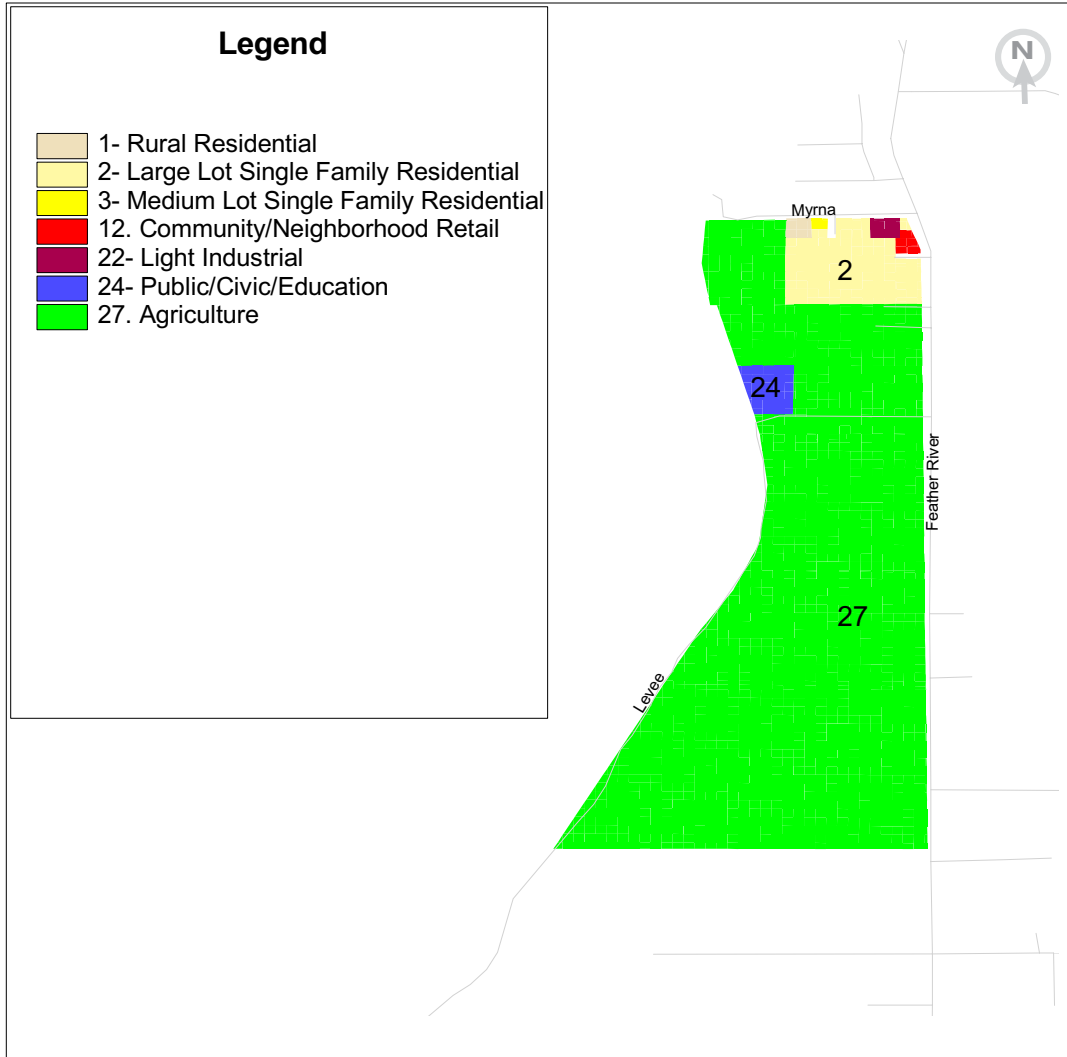 Legend
N
1- Rural Residential
2- Large Lot Single Family Residential
3- Medium Lot Single Family Residential
12. Community/Neighborhood Retail
22- Light Industrial
24- Public/Civic/Education
27. Agriculture
Myrna
2
24
Feather River
27
Levee